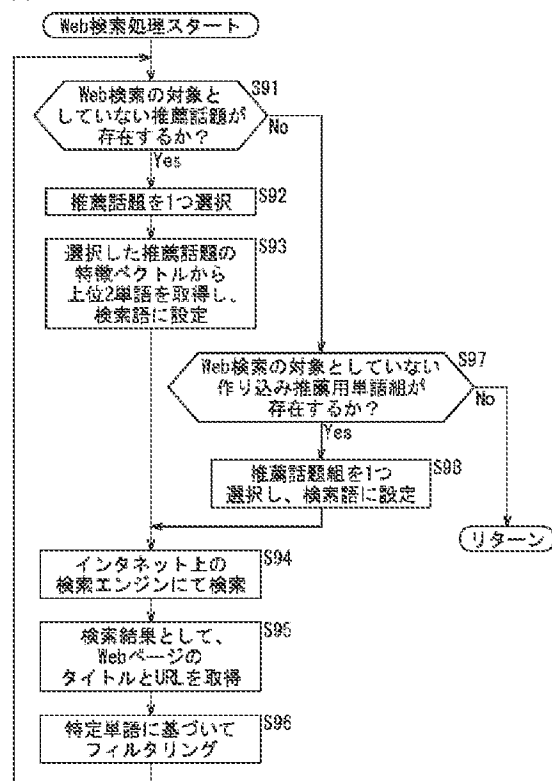 Web検索処理スタート
Web検索の対象と
していない推薦話題が
存在するか？
S91
No
Yes
推薦話題を1つ選択
S92
選択した推薦話題の
特徴ベクトルから
上位2単語を取得し、
検索語に設定
S93
Web検索の対象としていない
作り込み推薦用単語組が
存在するか？
S97
No
Yes
推薦話題組を1つ
選択し、検索語に設定
S98
リターン
インタネット上の
検索エンジンにて検索
S94
検索結果として、
Webページの
タイトルとURLを取得
S95
特定単語に基づいて
フィルタリング
S96